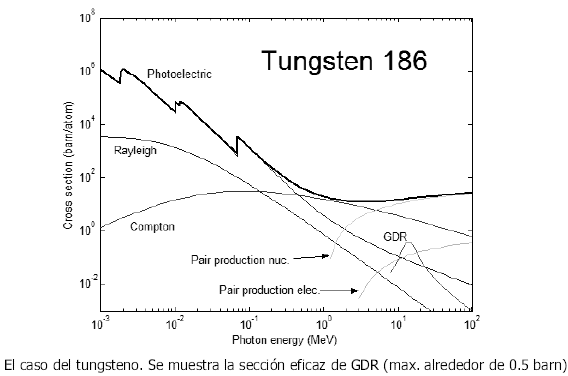 Tungsten 186
Photoelectric
Rayleigh
Compton
Pair production nuc.
Pair production elec.
GDR
Cross section (barn/atom)
10^8
10^6
10^4
10^2
10^0
10^-2
10^-3
10^-2
10^-1
10^0
10^1
10^2
Photon energy (MeV)
El caso del tungsteno. Se muestra la sección eficaz de GDR (max. alrededor de 0.5 barn)